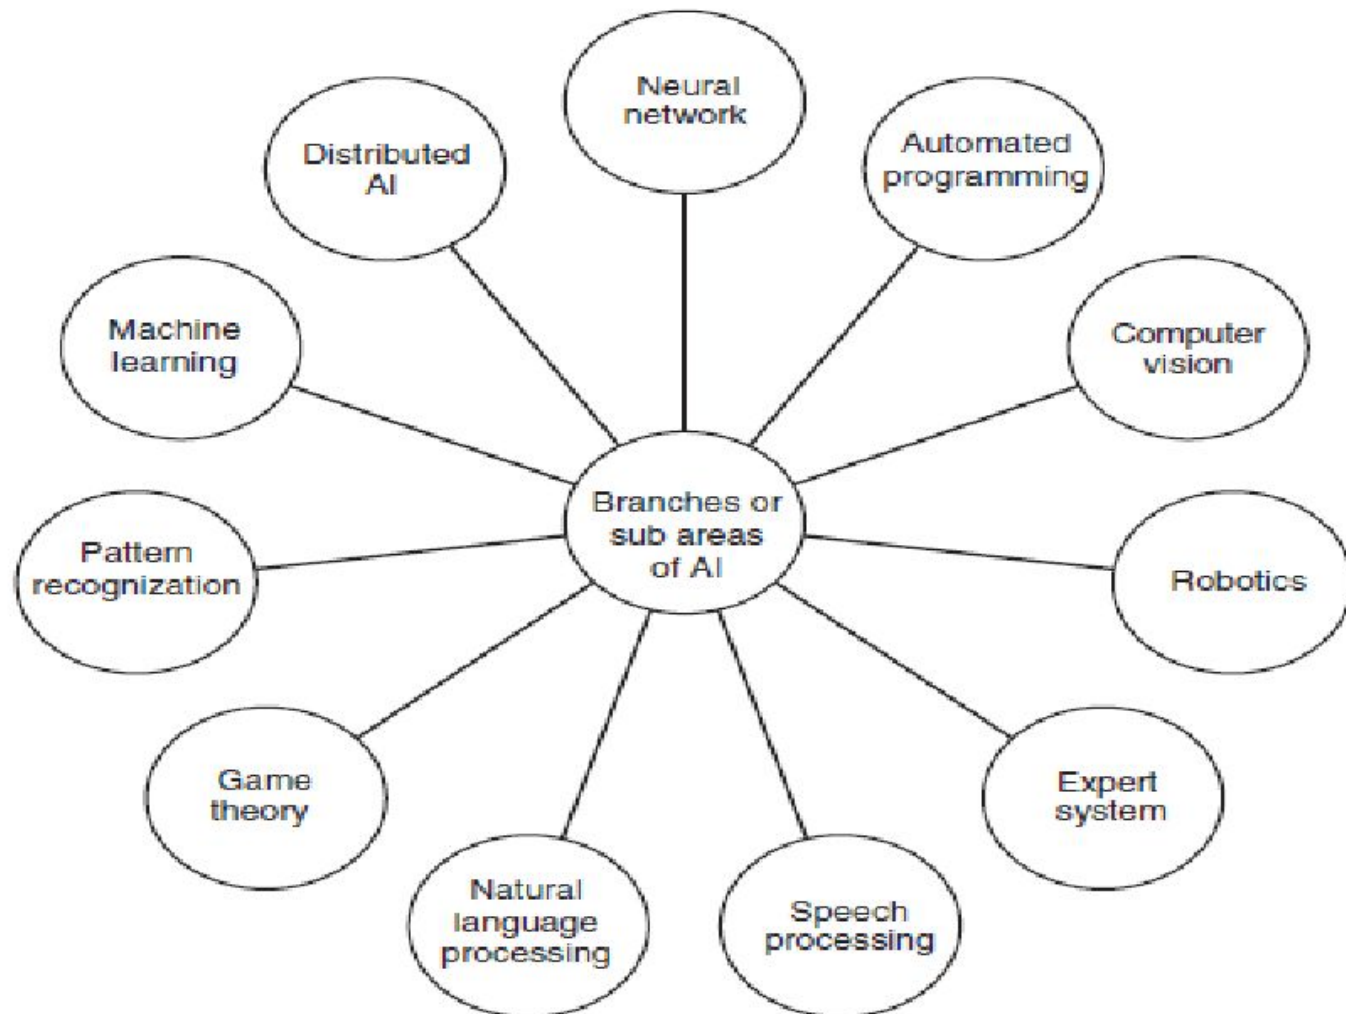 Neural
network
Automated
programming
Distributed
AI
Computer
vision
Machine
learning
Branches or
sub areas
of AI
Pattern
recognization
Robotics
Game
theory
Expert
system
Natural
language
processing
Speech
processing